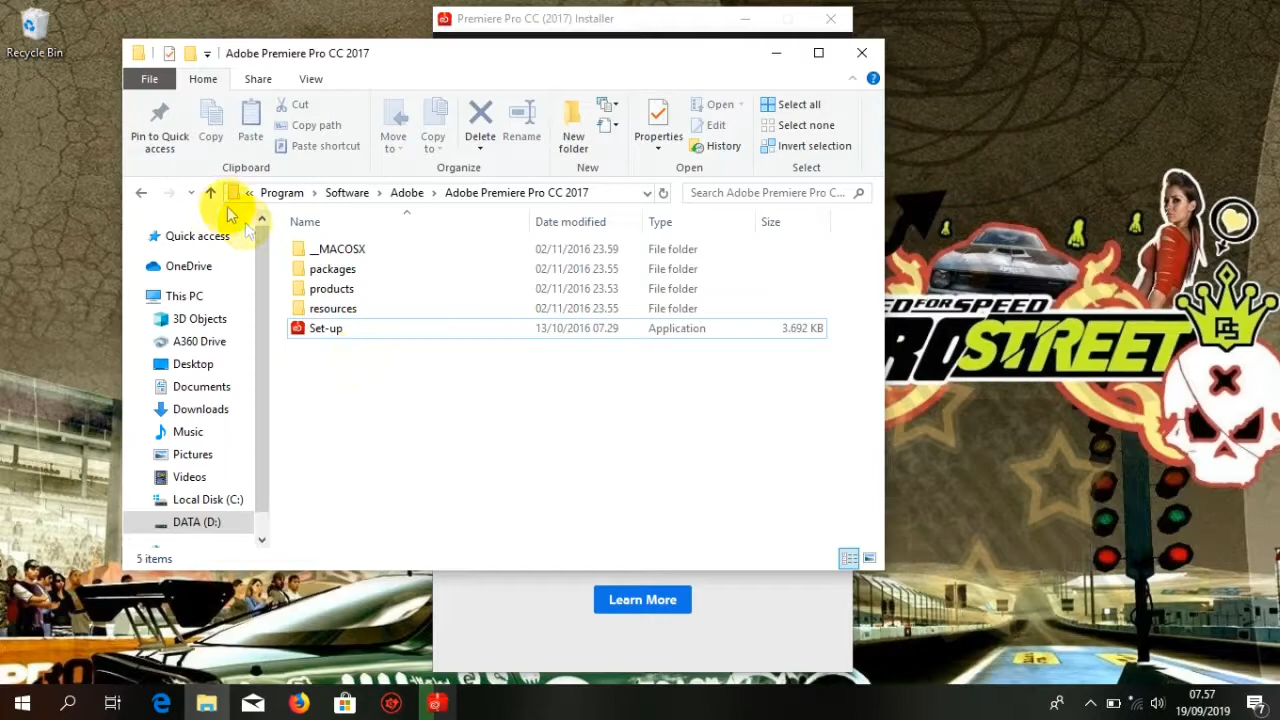 Recycle Bin
Premiere Pro CC (2017) Installer
Adobe Premiere Pro CC 2017
File Home Share View
Pin to Quick access
Copy
Paste
Cut
Copy path
Paste shortcut
Clipboard
Move to
Copy to
Delete
Rename
Organize
New folder
New
Properties
Open
Edit
History
Open
Select all
Select none
Invert selection
Select
« Program > Software > Adobe > Adobe Premiere Pro CC 2017
Search Adobe Premiere Pro C...
Name Date modified Type Size
Quick access
OneDrive
This PC
3D Objects
A360 Drive
Desktop
Documents
Downloads
Music
Pictures
Videos
Local Disk (C:)
DATA (D:)
__MACOSX 02/11/2016 23.59 File folder
packages 02/11/2016 23.55 File folder
products 02/11/2016 23.53 File folder
resources 02/11/2016 23.55 File folder
Set-up 13/10/2016 07.29 Application 3.692 KB
5 items
Learn More
FOR SPEED
ROSTREET
07.57
19/09/2019
7